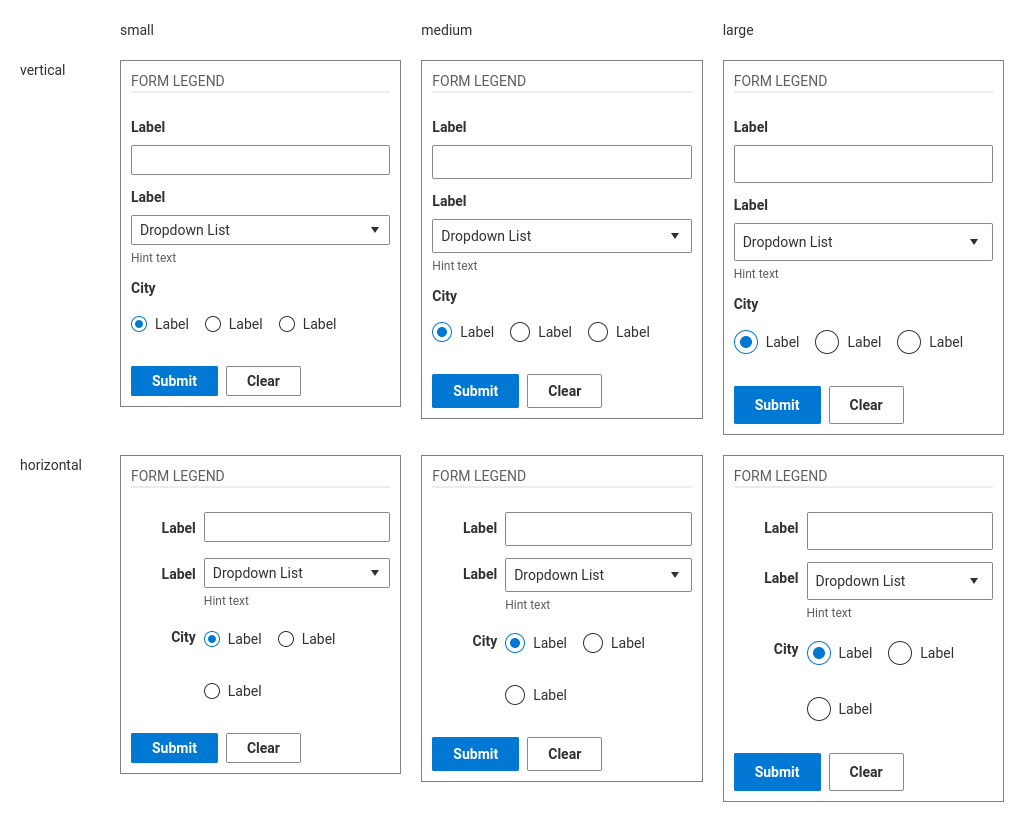 small medium large
vertical
FORM LEGEND
Label
Label
Dropdown List
Hint text
City
Label Label Label
Submit Clear
FORM LEGEND
Label
Label
Dropdown List
Hint text
City
Label Label Label
Submit Clear
FORM LEGEND
Label
Label
Dropdown List
Hint text
City
Label Label Label
Submit Clear
horizontal
FORM LEGEND
Label
Label Dropdown List
Hint text
City Label Label
Label
Submit Clear
FORM LEGEND
Label
Label Dropdown List
Hint text
City Label Label
Label
Submit Clear
FORM LEGEND
Label
Label Dropdown List
Hint text
City Label Label
Label
Submit Clear